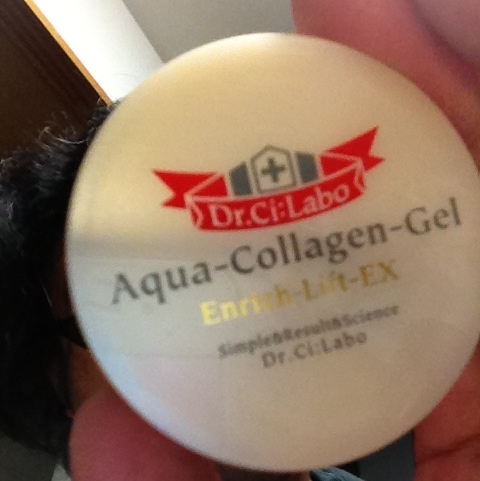 Dr.Ci:Labo
Aqua-Collagen-Gel
Enrich-Lift-EX
Simple&Result&Science
Dr.Ci:Labo